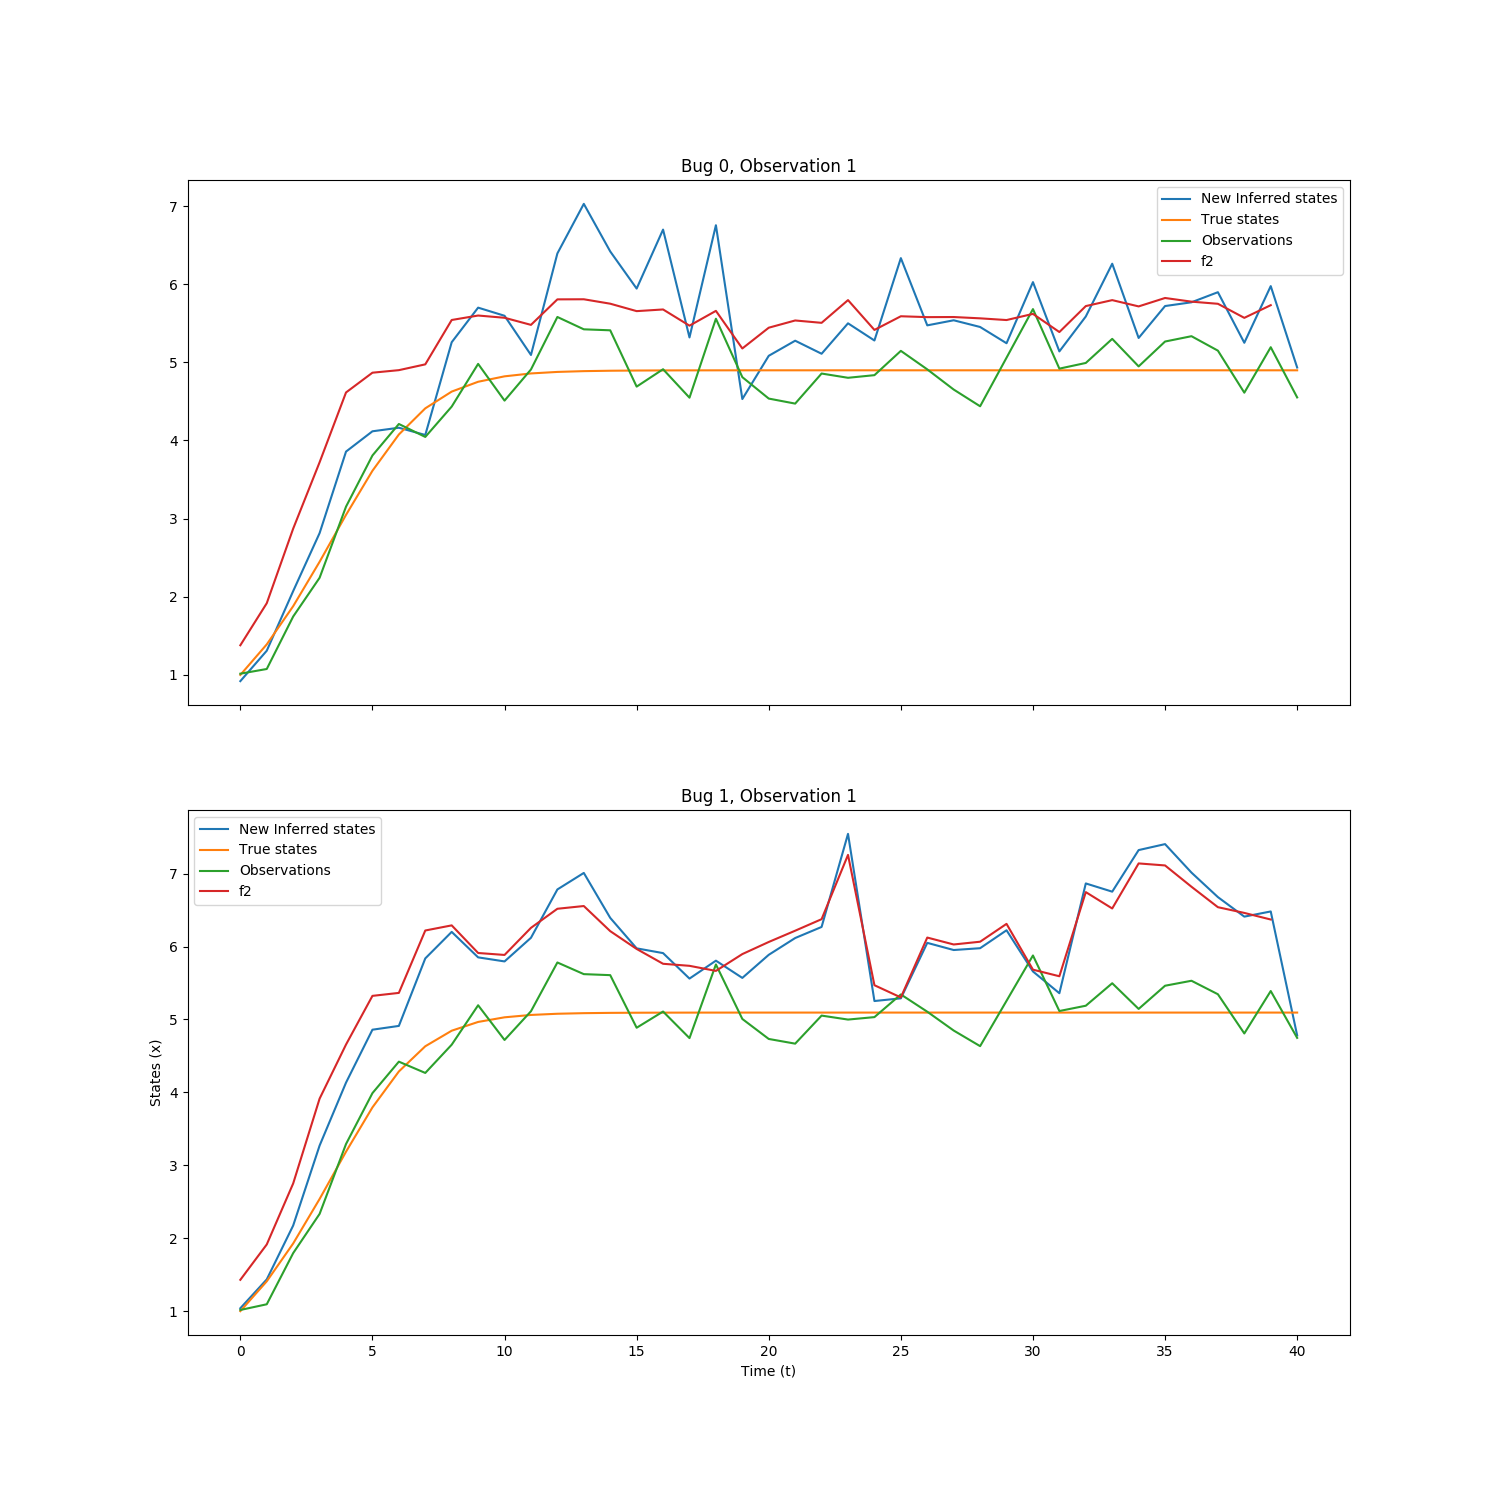 Bug 0, Observation 1
New Inferred states
True states
Observations
f2
7
6
5
4
3
2
1
Bug 1, Observation 1
New Inferred states
True states
Observations
f2
7
6
5
4
3
2
1
States (x)
0 5 10 15 20 25 30 35 40
Time (t)